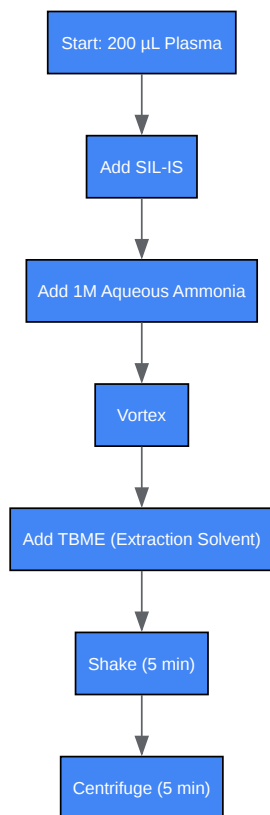 Start: 200 µL Plasma
Add SIL-IS
Add 1M Aqueous Ammonia
Vortex
Add TBME (Extraction Solvent)
Shake (5 min)
Centrifuge (5 min)